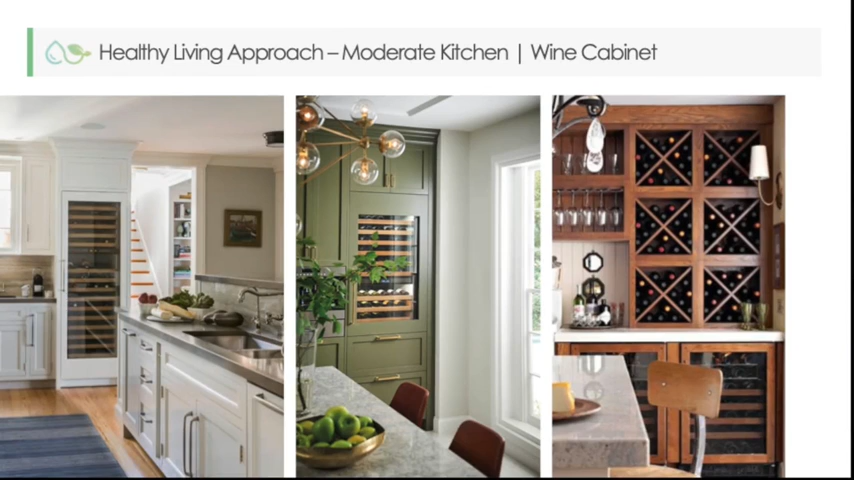 Healthy Living Approach – Moderate Kitchen | Wine Cabinet